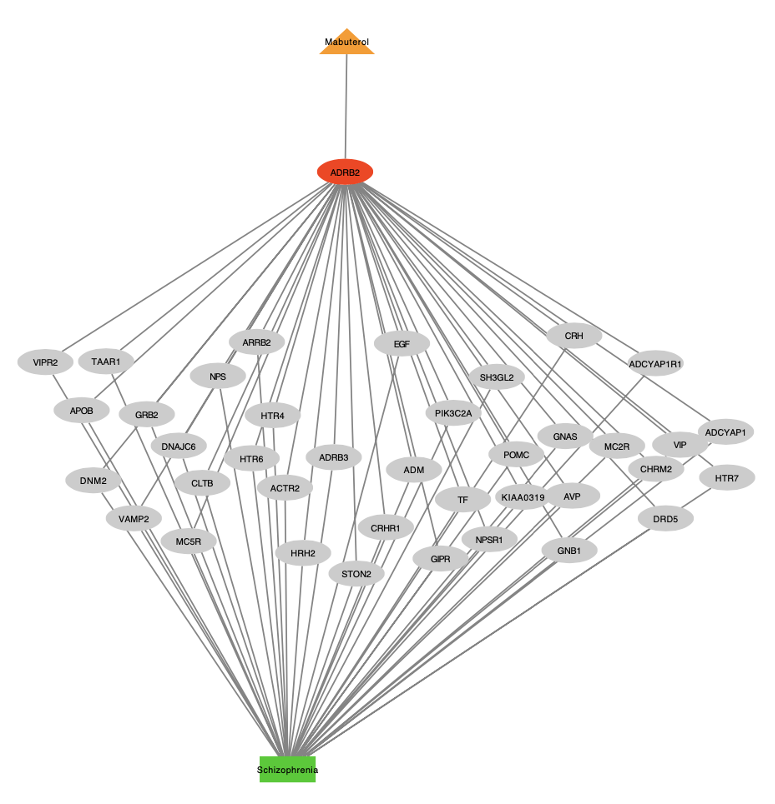 Mabuterol
ADRB2
CRH
ARRB2
EGF
VIPR2
TAAR1
ADCYAP1R1
NPS
SH3GL2
APOB
GRB2
HTR4
PIK3C2A
ADCYAP1
GNAS
DNAJC6
MC2R
VIP
POMC
HTR6
ADRB3
ADM
CHRM2
HTR7
DNM2
CLTB
ACTR2
TF
KIAA0319
AVP
VAMP2
DRD5
CRHR1
MC5R
NPSR1
HRH2
GNB1
GIPR
STON2
Schizophrenia